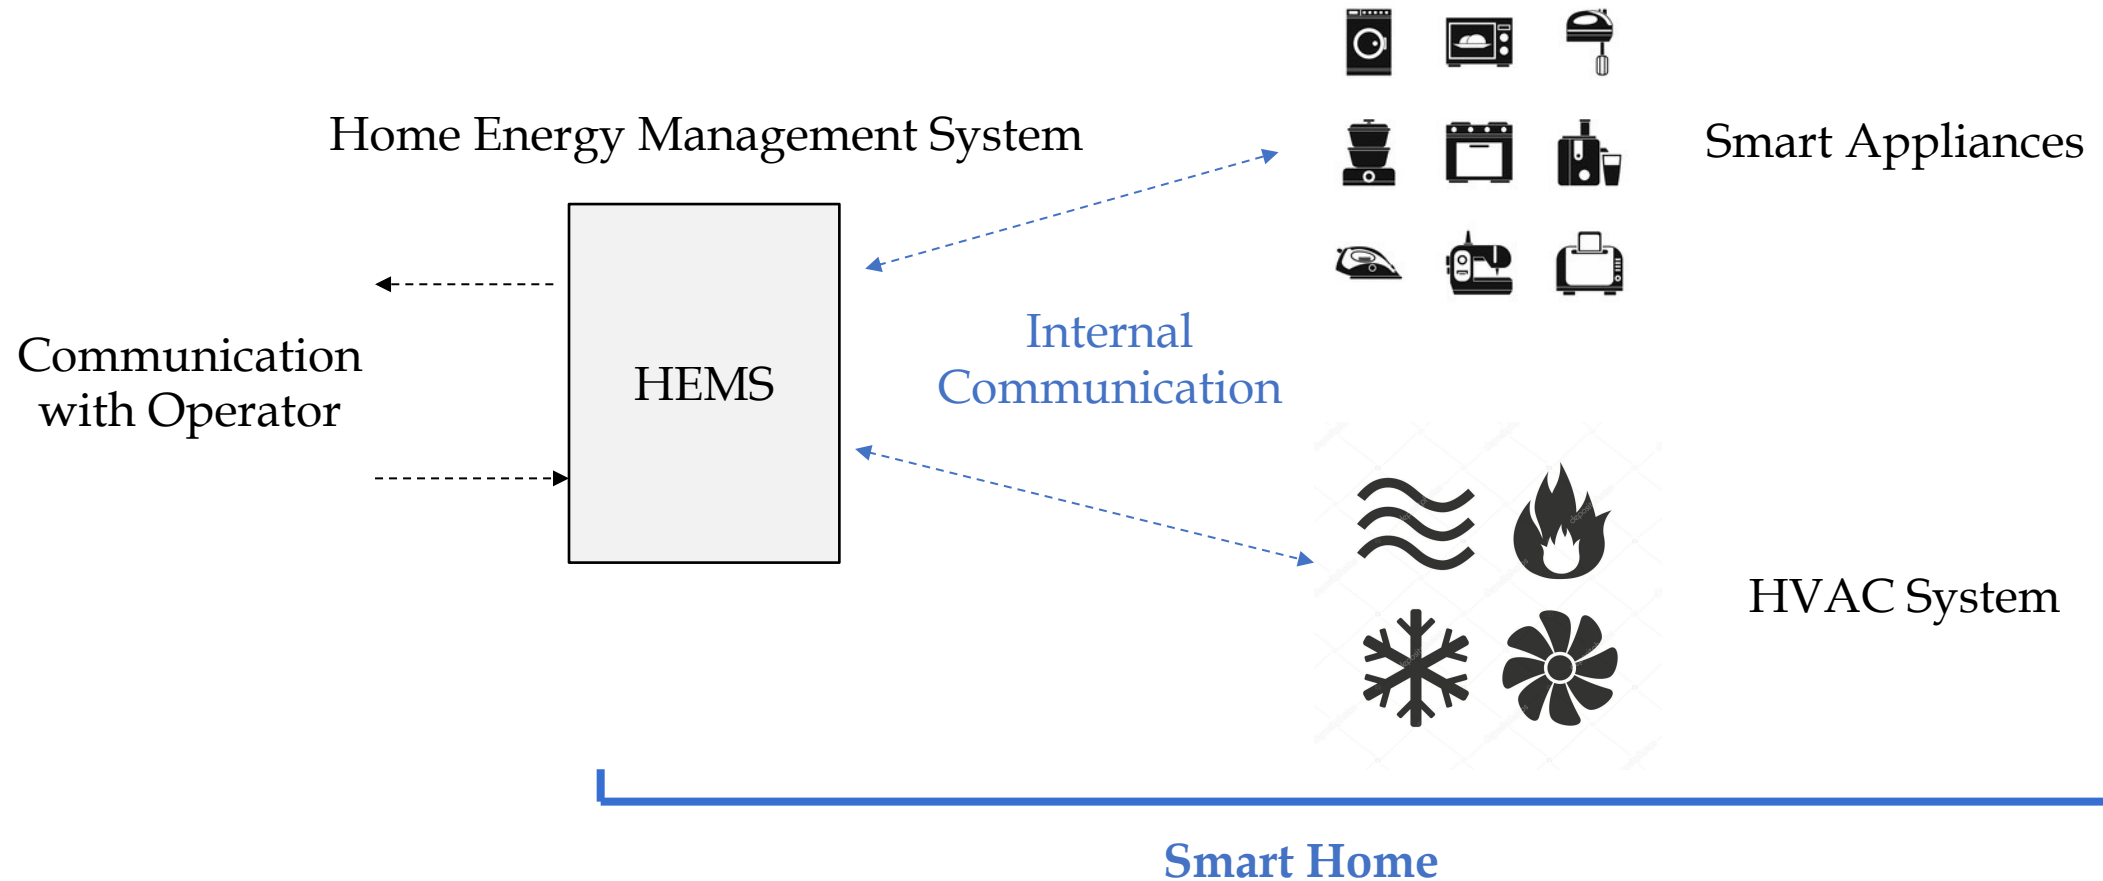 Home Energy Management System
Smart Appliances
Communication
with Operator
HEMS
Internal
Communication
HVAC System
Smart Home